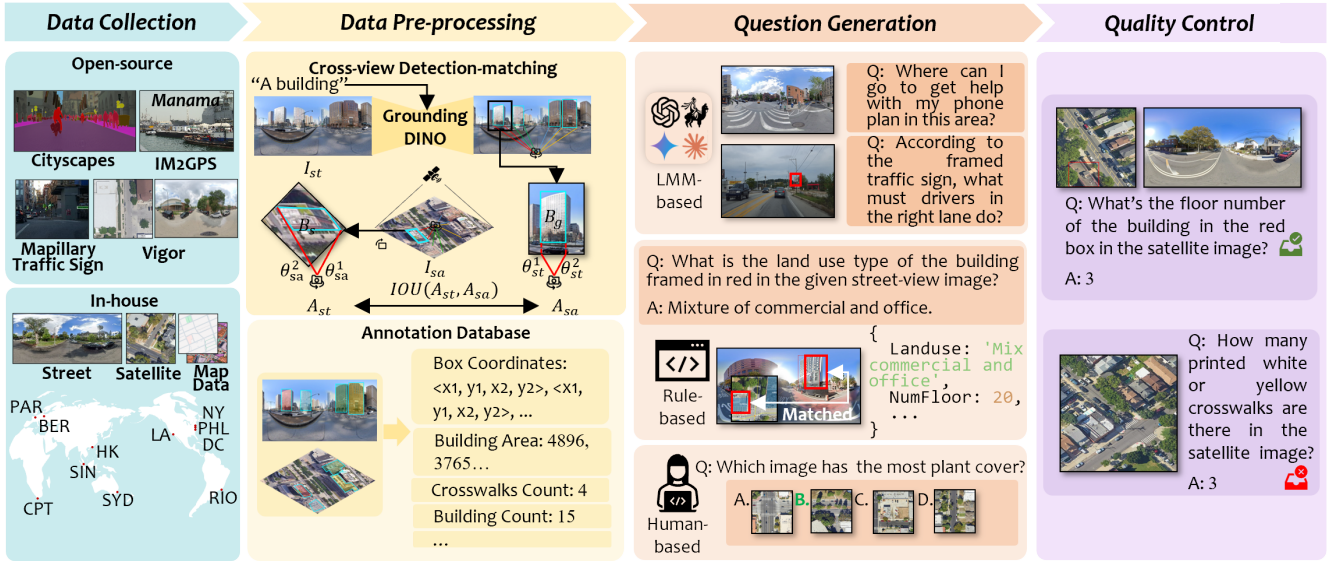 Data Collection
Data Pre-processing
Question Generation
Quality Control
Open-source
Manama
Cityscapes
IM2GPS
Mapillary
Traffic Sign
Vigor
In-house
Street
Satellite
Map
Data
PAR
BER
HK
SIN
SYD
CPT
LA
NY
PHL
DC
RIO
Cross-view Detection-matching
“A building”
Grounding
DINO
I_st
B_s
B_g
θ_sa^2
θ_sa^1
I_sa
θ_st^1
θ_st^2
IOU(A_st, A_sa)
A_st
A_sa
Annotation Database
Box Coordinates:
<x1, y1, x2, y2>, <x1,
y1, x2, y2>, ...
Building Area: 4896,
3765…
Crosswalks Count: 4
Building Count: 15
…
LMM-
based
Q: Where can I
go to get help
with my phone
plan in this area?
Q: According to
the framed
traffic sign, what
must drivers in
the right lane do?
Q: What is the land use type of the building
framed in red in the given street-view image?
A: Mixture of commercial and office.
Rule-
based
Matched
{
Landuse: 'Mix
commercial and
office',
NumFloor: 20,
...
}
Human-
based
Q: Which image has the most plant cover?
A.
B.
C.
D.
Q: What’s the floor number
of the building in the red
box in the satellite image?
A: 3
Q: How many
printed white
or yellow
crosswalks are
there in the
satellite image?
A: 3